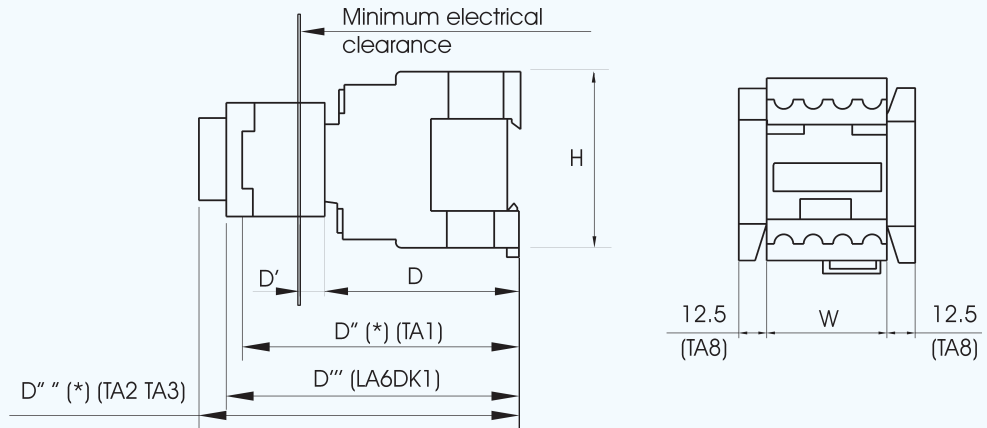 Minimum electrical
clearance
H
D'
D
D" (*) (TA1)
D"' (LA6DK1)
D" " (*) (TA2 TA3)
12.5
(TA8)
W
12.5
(TA8)